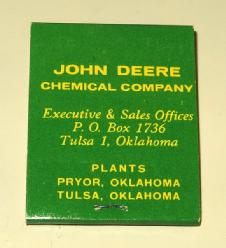 JOHN DEERE
CHEMICAL COMPANY
Executive & Sales Offices
P. O. Box 1736
Tulsa 1, Oklahoma
PLANTS
PRYOR, OKLAHOMA
TULSA, OKLAHOMA